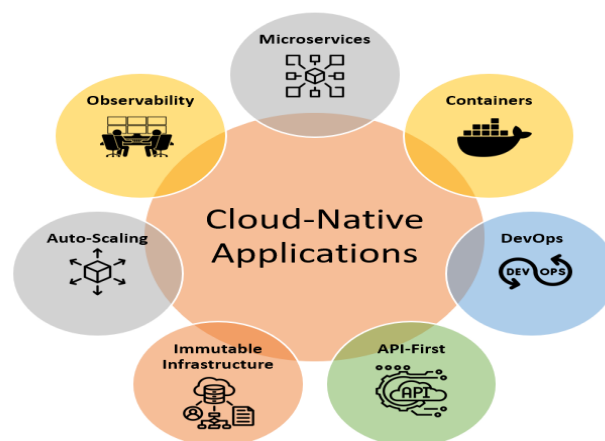 Microservices
Observability
Containers
Cloud-Native
Applications
Auto-Scaling
DevOps
DEV OPS
Immutable
Infrastructure
API-First
API